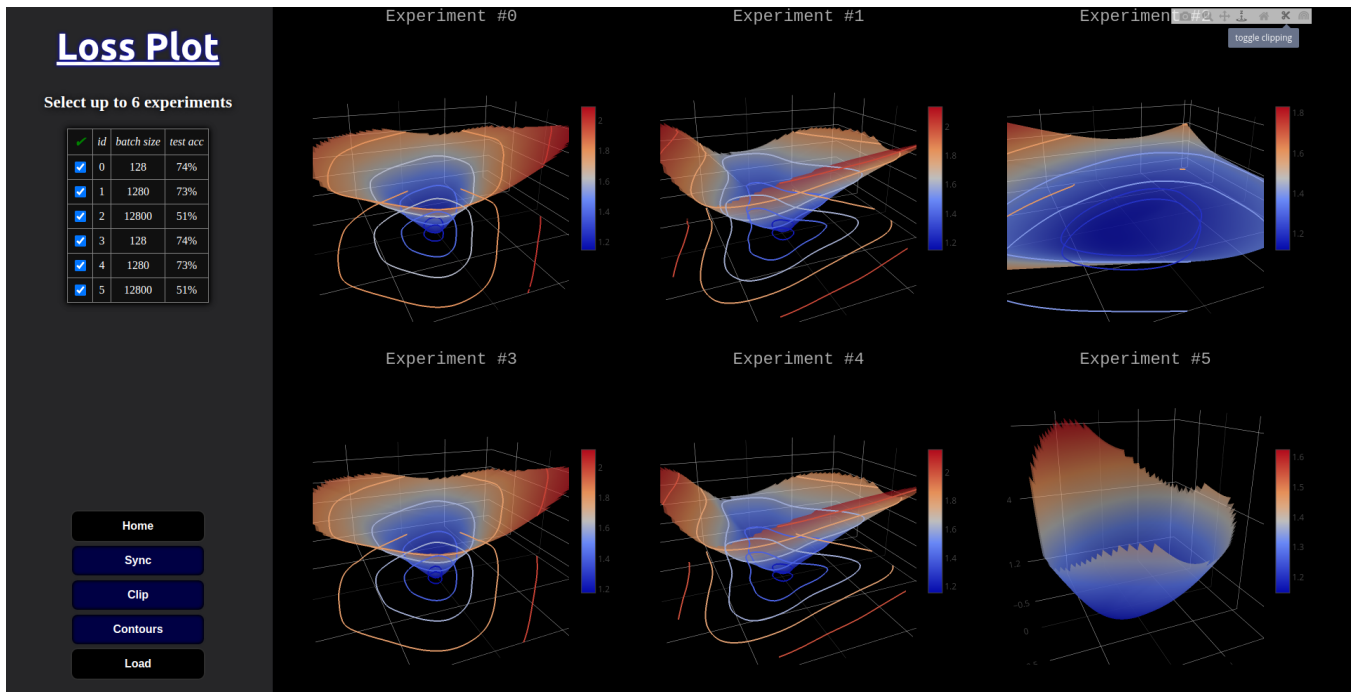 Loss Plot
Select up to 6 experiments
✔ id batch size test acc
0 128 74%
1 1280 73%
2 12800 51%
3 128 74%
4 1280 73%
5 12800 51%
Home
Sync
Clip
Contours
Load
Experiment #0
2
1.8
1.6
1.4
1.2
Experiment #1
2
1.8
1.6
1.4
1.2
Experiment #2
toggle clipping
1.8
1.6
1.4
1.2
Experiment #3
2
1.8
1.6
1.4
1.2
Experiment #4
2
1.8
1.6
1.4
1.2
Experiment #5
4
1.2
-0.5
0
1.6
1.5
1.4
1.3
1.2